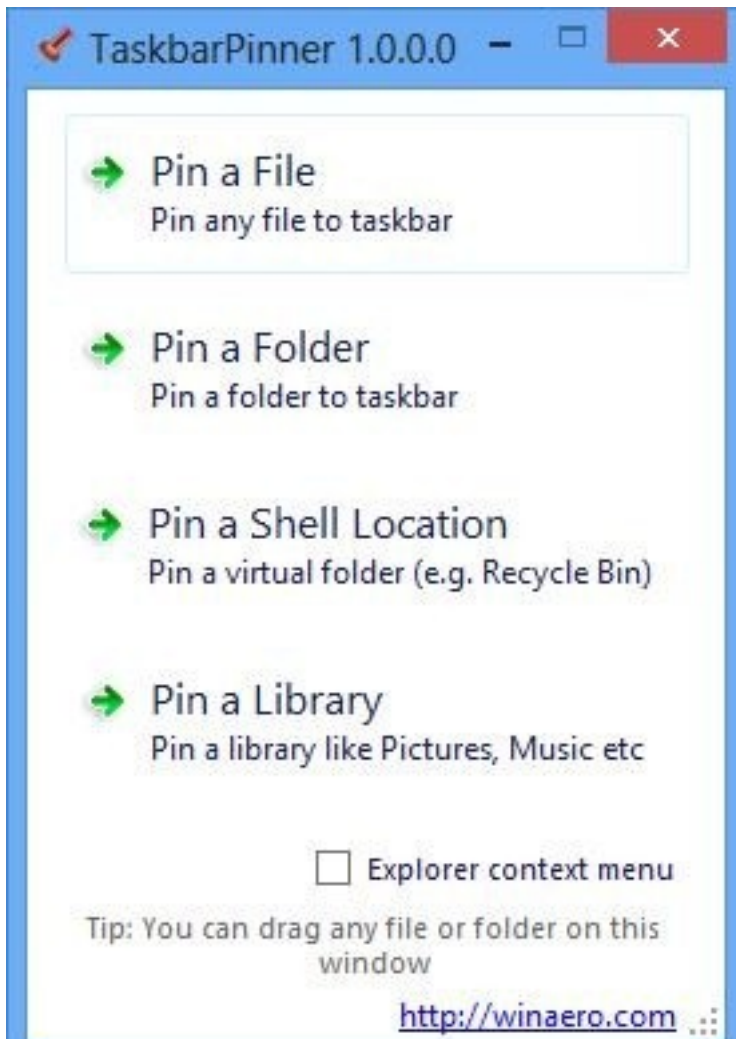 TaskbarPinner 1.0.0.0
Pin a File
Pin any file to taskbar
Pin a Folder
Pin a folder to taskbar
Pin a Shell Location
Pin a virtual folder (e.g. Recycle Bin)
Pin a Library
Pin a library like Pictures, Music etc
Explorer context menu
Tip: You can drag any file or folder on this
window
http://winaero.com